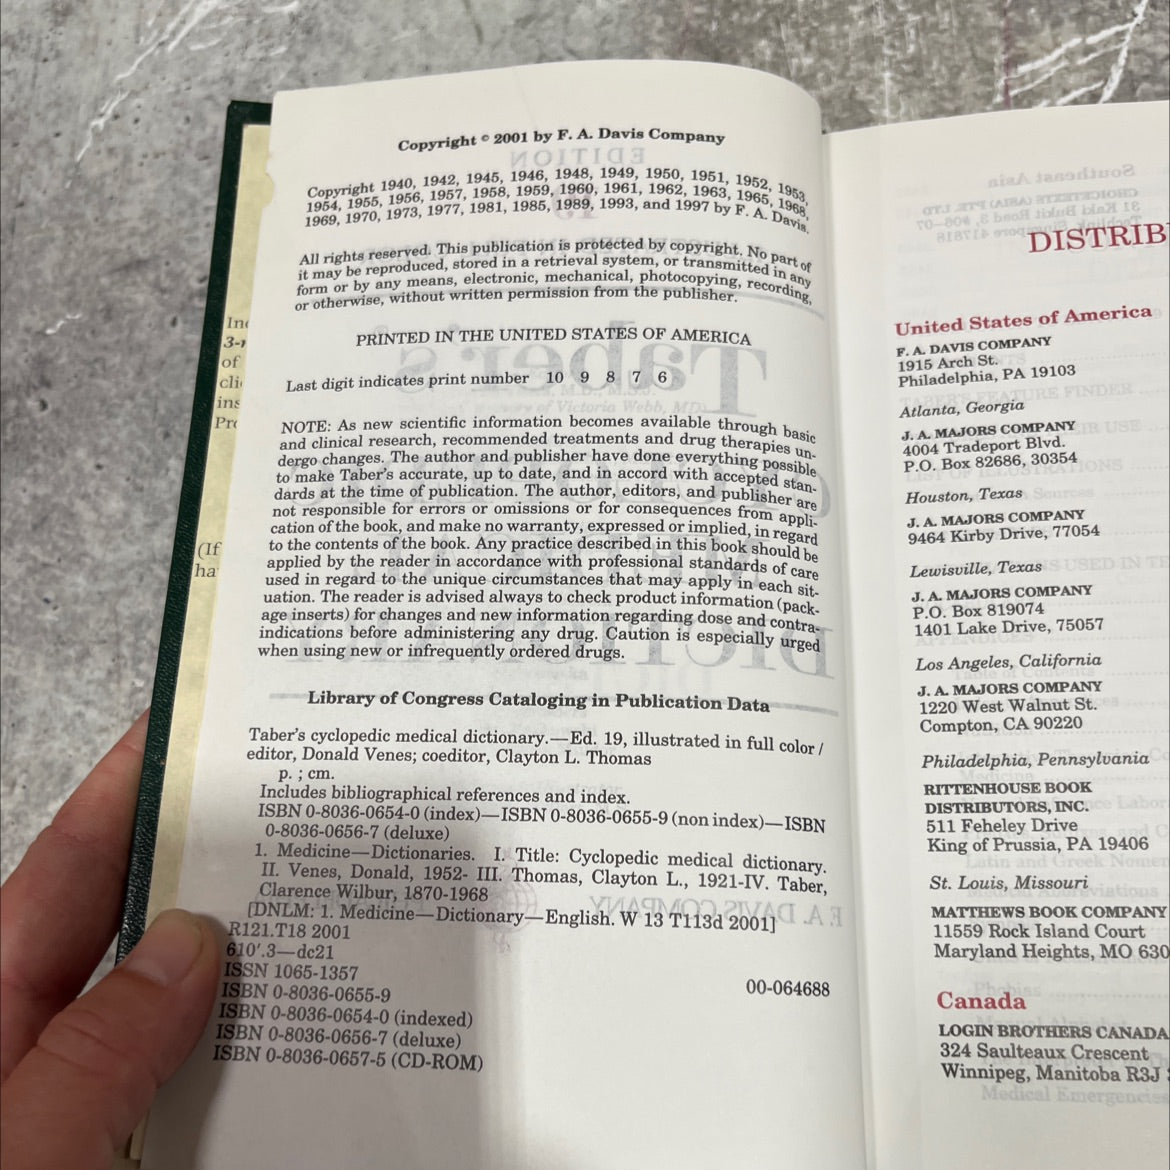 Copyright © 2001 by F. A. Davis Company
Copyright 1940, 1942, 1945, 1946, 1948, 1949, 1950, 1951, 1952, 1953,
1954, 1955, 1956, 1957, 1958, 1959, 1960, 1961, 1962, 1963, 1965, 1968,
1969, 1970, 1973, 1977, 1981, 1985, 1989, 1993, and 1997 by F. A. Davis.
All rights reserved. This publication is protected by copyright. No part of
it may be reproduced, stored in a retrieval system, or transmitted in any
form or by any means, electronic, mechanical, photocopying, recording,
or otherwise, without written permission from the publisher.
PRINTED IN THE UNITED STATES OF AMERICA
Last digit indicates print number 10 9 8 7 6
NOTE: As new scientific information becomes available through basic
and clinical research, recommended treatments and drug therapies un-
dergo changes. The author and publisher have done everything possible
to make Taber's accurate, up to date, and in accord with accepted stan-
dards at the time of publication. The author, editors, and publisher are
not responsible for errors or omissions or for consequences from appli-
cation of the book, and make no warranty, expressed or implied, in regard
to the contents of the book. Any practice described in this book should be
applied by the reader in accordance with professional standards of care
used in regard to the unique circumstances that may apply in each sit-
uation. The reader is advised always to check product information (pack-
age inserts) for changes and new information regarding dose and contra-
indications before administering any drug. Caution is especially urged
when using new or infrequently ordered drugs.
Library of Congress Cataloging in Publication Data
Taber's cyclopedic medical dictionary.—Ed. 19, illustrated in full color /
editor, Donald Venes; coeditor, Clayton L. Thomas
p. ; cm.
Includes bibliographical references and index.
ISBN 0-8036-0654-0 (index)—ISBN 0-8036-0655-9 (non index)—ISBN
0-8036-0656-7 (deluxe)
1. Medicine—Dictionaries. I. Title: Cyclopedic medical dictionary.
II. Venes, Donald, 1952- III. Thomas, Clayton L., 1921-IV. Taber,
Clarence Wilbur, 1870-1968
[DNLM: 1. Medicine—Dictionary—English. W 13 T113d 2001]
R121.T18 2001
610'.3—dc21
ISSN 1065-1357
ISBN 0-8036-0655-9 00-064688
ISBN 0-8036-0654-0 (indexed)
ISBN 0-8036-0656-7 (deluxe)
ISBN 0-8036-0657-5 (CD-ROM)
DISTRIB
United States of America
F. A. DAVIS COMPANY
1915 Arch St.
Philadelphia, PA 19103
Atlanta, Georgia
J. A. MAJORS COMPANY
4004 Tradeport Blvd.
P.O. Box 82686, 30354
Houston, Texas
J. A. MAJORS COMPANY
9464 Kirby Drive, 77054
Lewisville, Texas
J. A. MAJORS COMPANY
P.O. Box 819074
1401 Lake Drive, 75057
Los Angeles, California
J. A. MAJORS COMPANY
1220 West Walnut St.
Compton, CA 90220
Philadelphia, Pennsylvania
RITTENHOUSE BOOK
DISTRIBUTORS, INC.
511 Feheley Drive
King of Prussia, PA 19406
St. Louis, Missouri
MATTHEWS BOOK COMPANY
11559 Rock Island Court
Maryland Heights, MO 630
Canada
LOGIN BROTHERS CANADA
324 Saulteaux Crescent
Winnipeg, Manitoba R3J